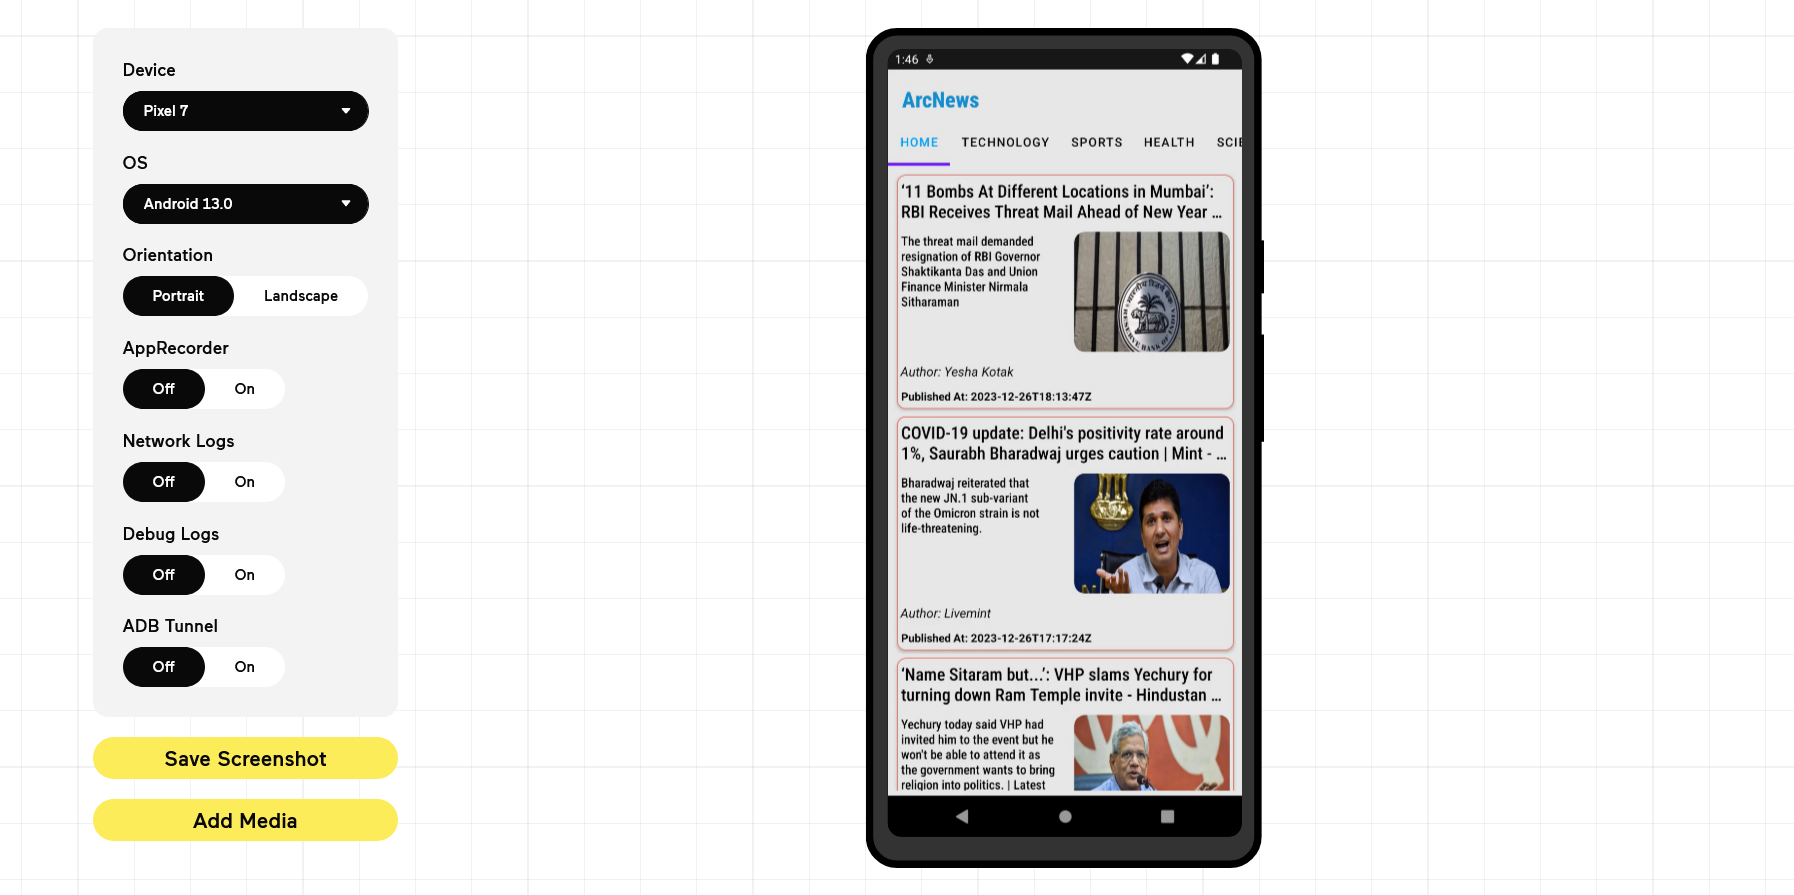 Device
Pixel 7
OS
Android 13.0
Orientation
Portrait Landscape
AppRecorder
Off On
Network Logs
Off On
Debug Logs
Off On
ADB Tunnel
Off On
Save Screenshot
Add Media
1:46
ArcNews
HOME TECHNOLOGY SPORTS HEALTH SCIE
‘11 Bombs At Different Locations in Mumbai’:
RBI Receives Threat Mail Ahead of New Year ...
The threat mail demanded
resignation of RBI Governor
Shaktikanta Das and Union
Finance Minister Nirmala
Sitharaman
Author: Yesha Kotak
Published At: 2023-12-26T18:13:47Z
COVID-19 update: Delhi's positivity rate around
1%, Saurabh Bharadwaj urges caution | Mint - ...
Bharadwaj reiterated that
the new JN.1 sub-variant
of the Omicron strain is not
life-threatening.
Author: Livemint
Published At: 2023-12-26T17:17:24Z
‘Name Sitaram but...’: VHP slams Yechury for
turning down Ram Temple invite - Hindustan ...
Yechury today said VHP had
invited him to the event but he
won't be able to attend it as
the government wants to bring
religion into politics. | Latest